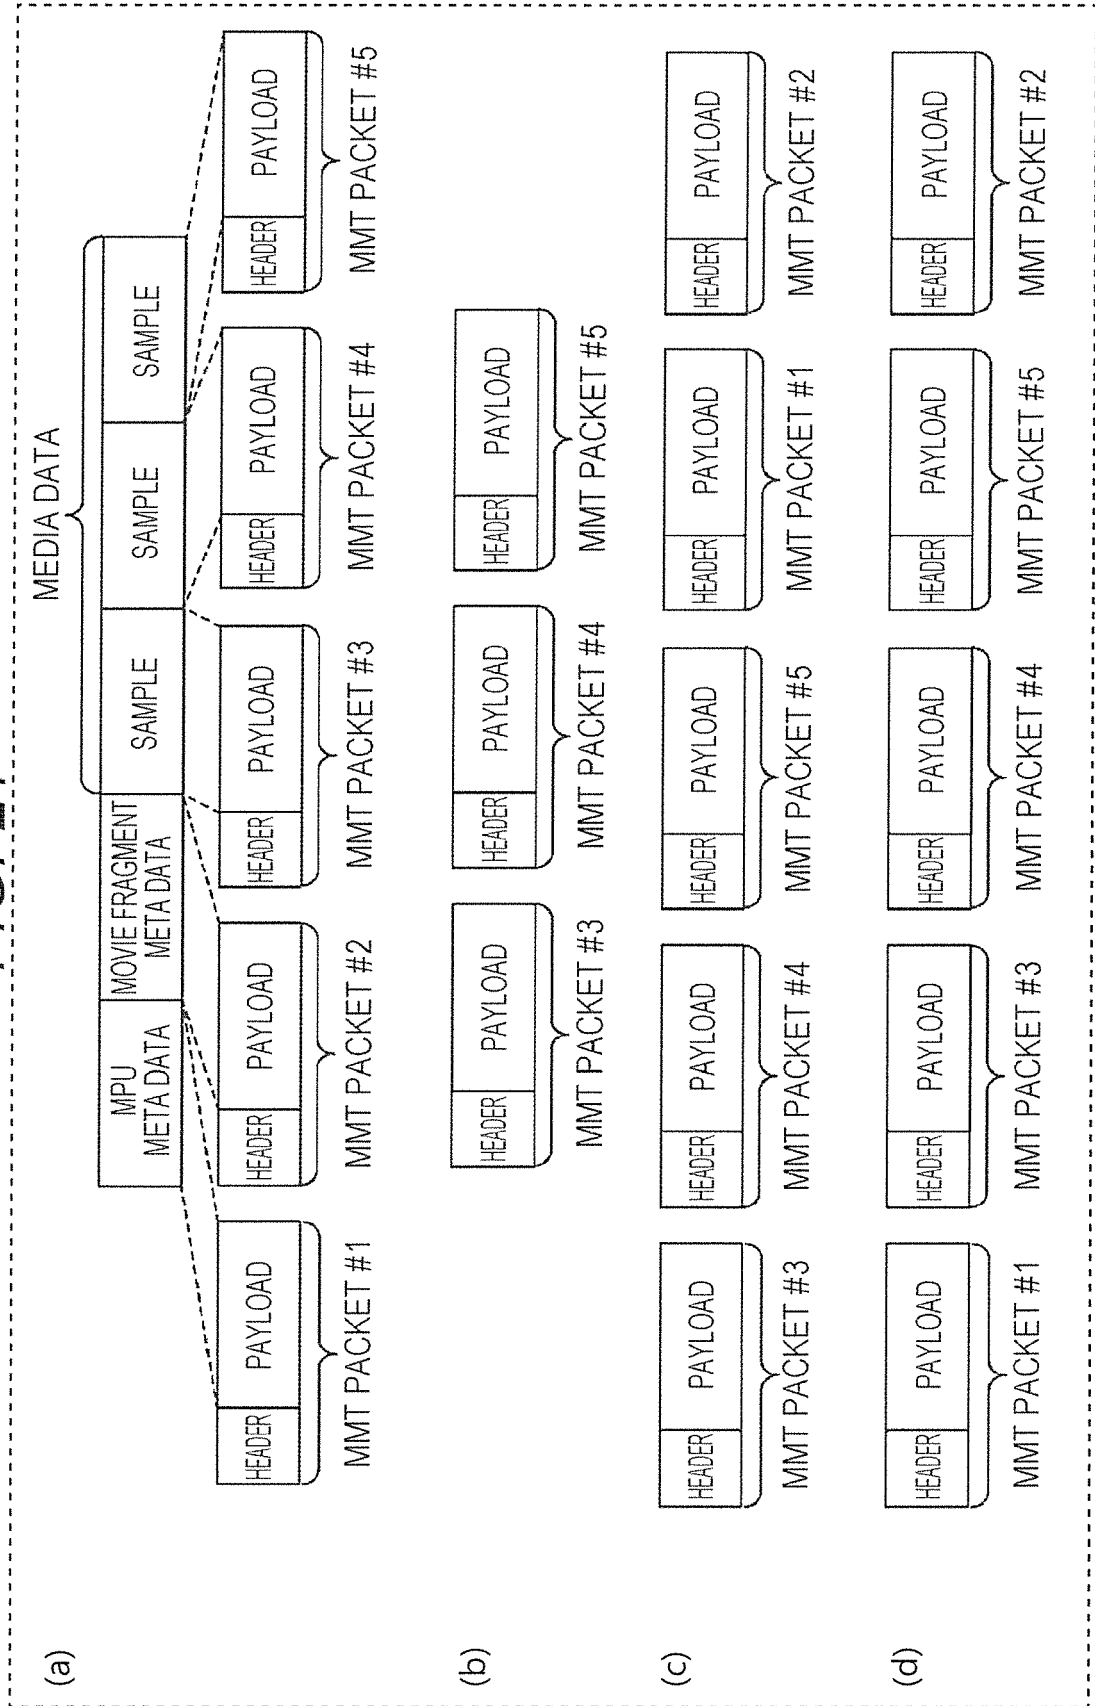 (a)
MEDIA DATA
MPU
META DATA
MOVIE FRAGMENT
META DATA
SAMPLE
SAMPLE
SAMPLE
HEADER
PAYLOAD
HEADER
PAYLOAD
HEADER
PAYLOAD
HEADER
PAYLOAD
HEADER
PAYLOAD
MMT PACKET #1
MMT PACKET #2
MMT PACKET #3
MMT PACKET #4
MMT PACKET #5
(b)
HEADER
PAYLOAD
HEADER
PAYLOAD
HEADER
PAYLOAD
MMT PACKET #3
MMT PACKET #4
MMT PACKET #5
(c)
HEADER
PAYLOAD
HEADER
PAYLOAD
HEADER
PAYLOAD
HEADER
PAYLOAD
HEADER
PAYLOAD
MMT PACKET #3
MMT PACKET #4
MMT PACKET #5
MMT PACKET #1
MMT PACKET #2
(d)
HEADER
PAYLOAD
HEADER
PAYLOAD
HEADER
PAYLOAD
HEADER
PAYLOAD
HEADER
PAYLOAD
MMT PACKET #1
MMT PACKET #3
MMT PACKET #4
MMT PACKET #5
MMT PACKET #2